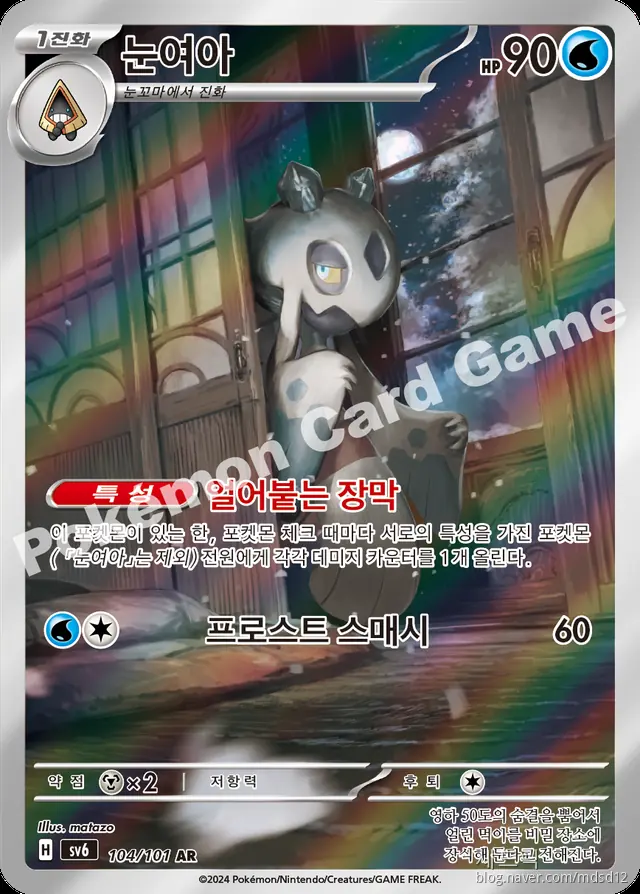 1진화 눈여아 HP 90
눈꼬마에서 진화
Pokémon Card Game
특성 얼어붙는 장막
이 포켓몬이 있는 한, 포켓몬 체크 때마다 서로의 특성을 가진 포켓몬
(「눈여아」는 제외) 전원에게 각각 데미지 카운터를 1개 올린다.
프로스트 스매시 60
약점 ×2 저항력 후퇴
Illus. matazo
H sv6 104/101 AR
영하 50도의 숨결을 뿜어서
얼린 먹이를 비밀 장소에
장식해 둔다고 전해진다.
©2024 Pokémon/Nintendo/Creatures/GAME FREAK.
blog.naver.com/mdsd12